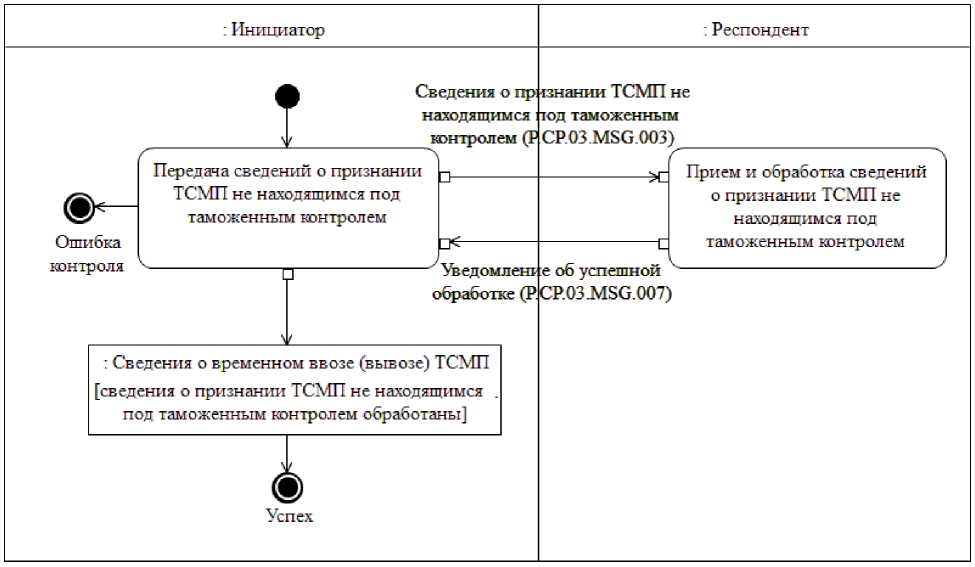 : Инициатор
: Респондент
Сведения о признании ТСМП не
находящимся под таможенным
контролем (P.CP.03.MSG.003)
Передача сведений о признании
ТСМП не находящимся под
таможенным контролем
Прием и обработка сведений
о признании ТСМП не
находящимся под
таможенным контролем
Ошибка
контроля
Уведомление об успешной
обработке (P.CP.03.MSG.007)
: Сведения о временном ввозе (вывозе) ТСМП
[сведения о признании ТСМП не находящимся
под таможенным контролем обработаны]
Успех